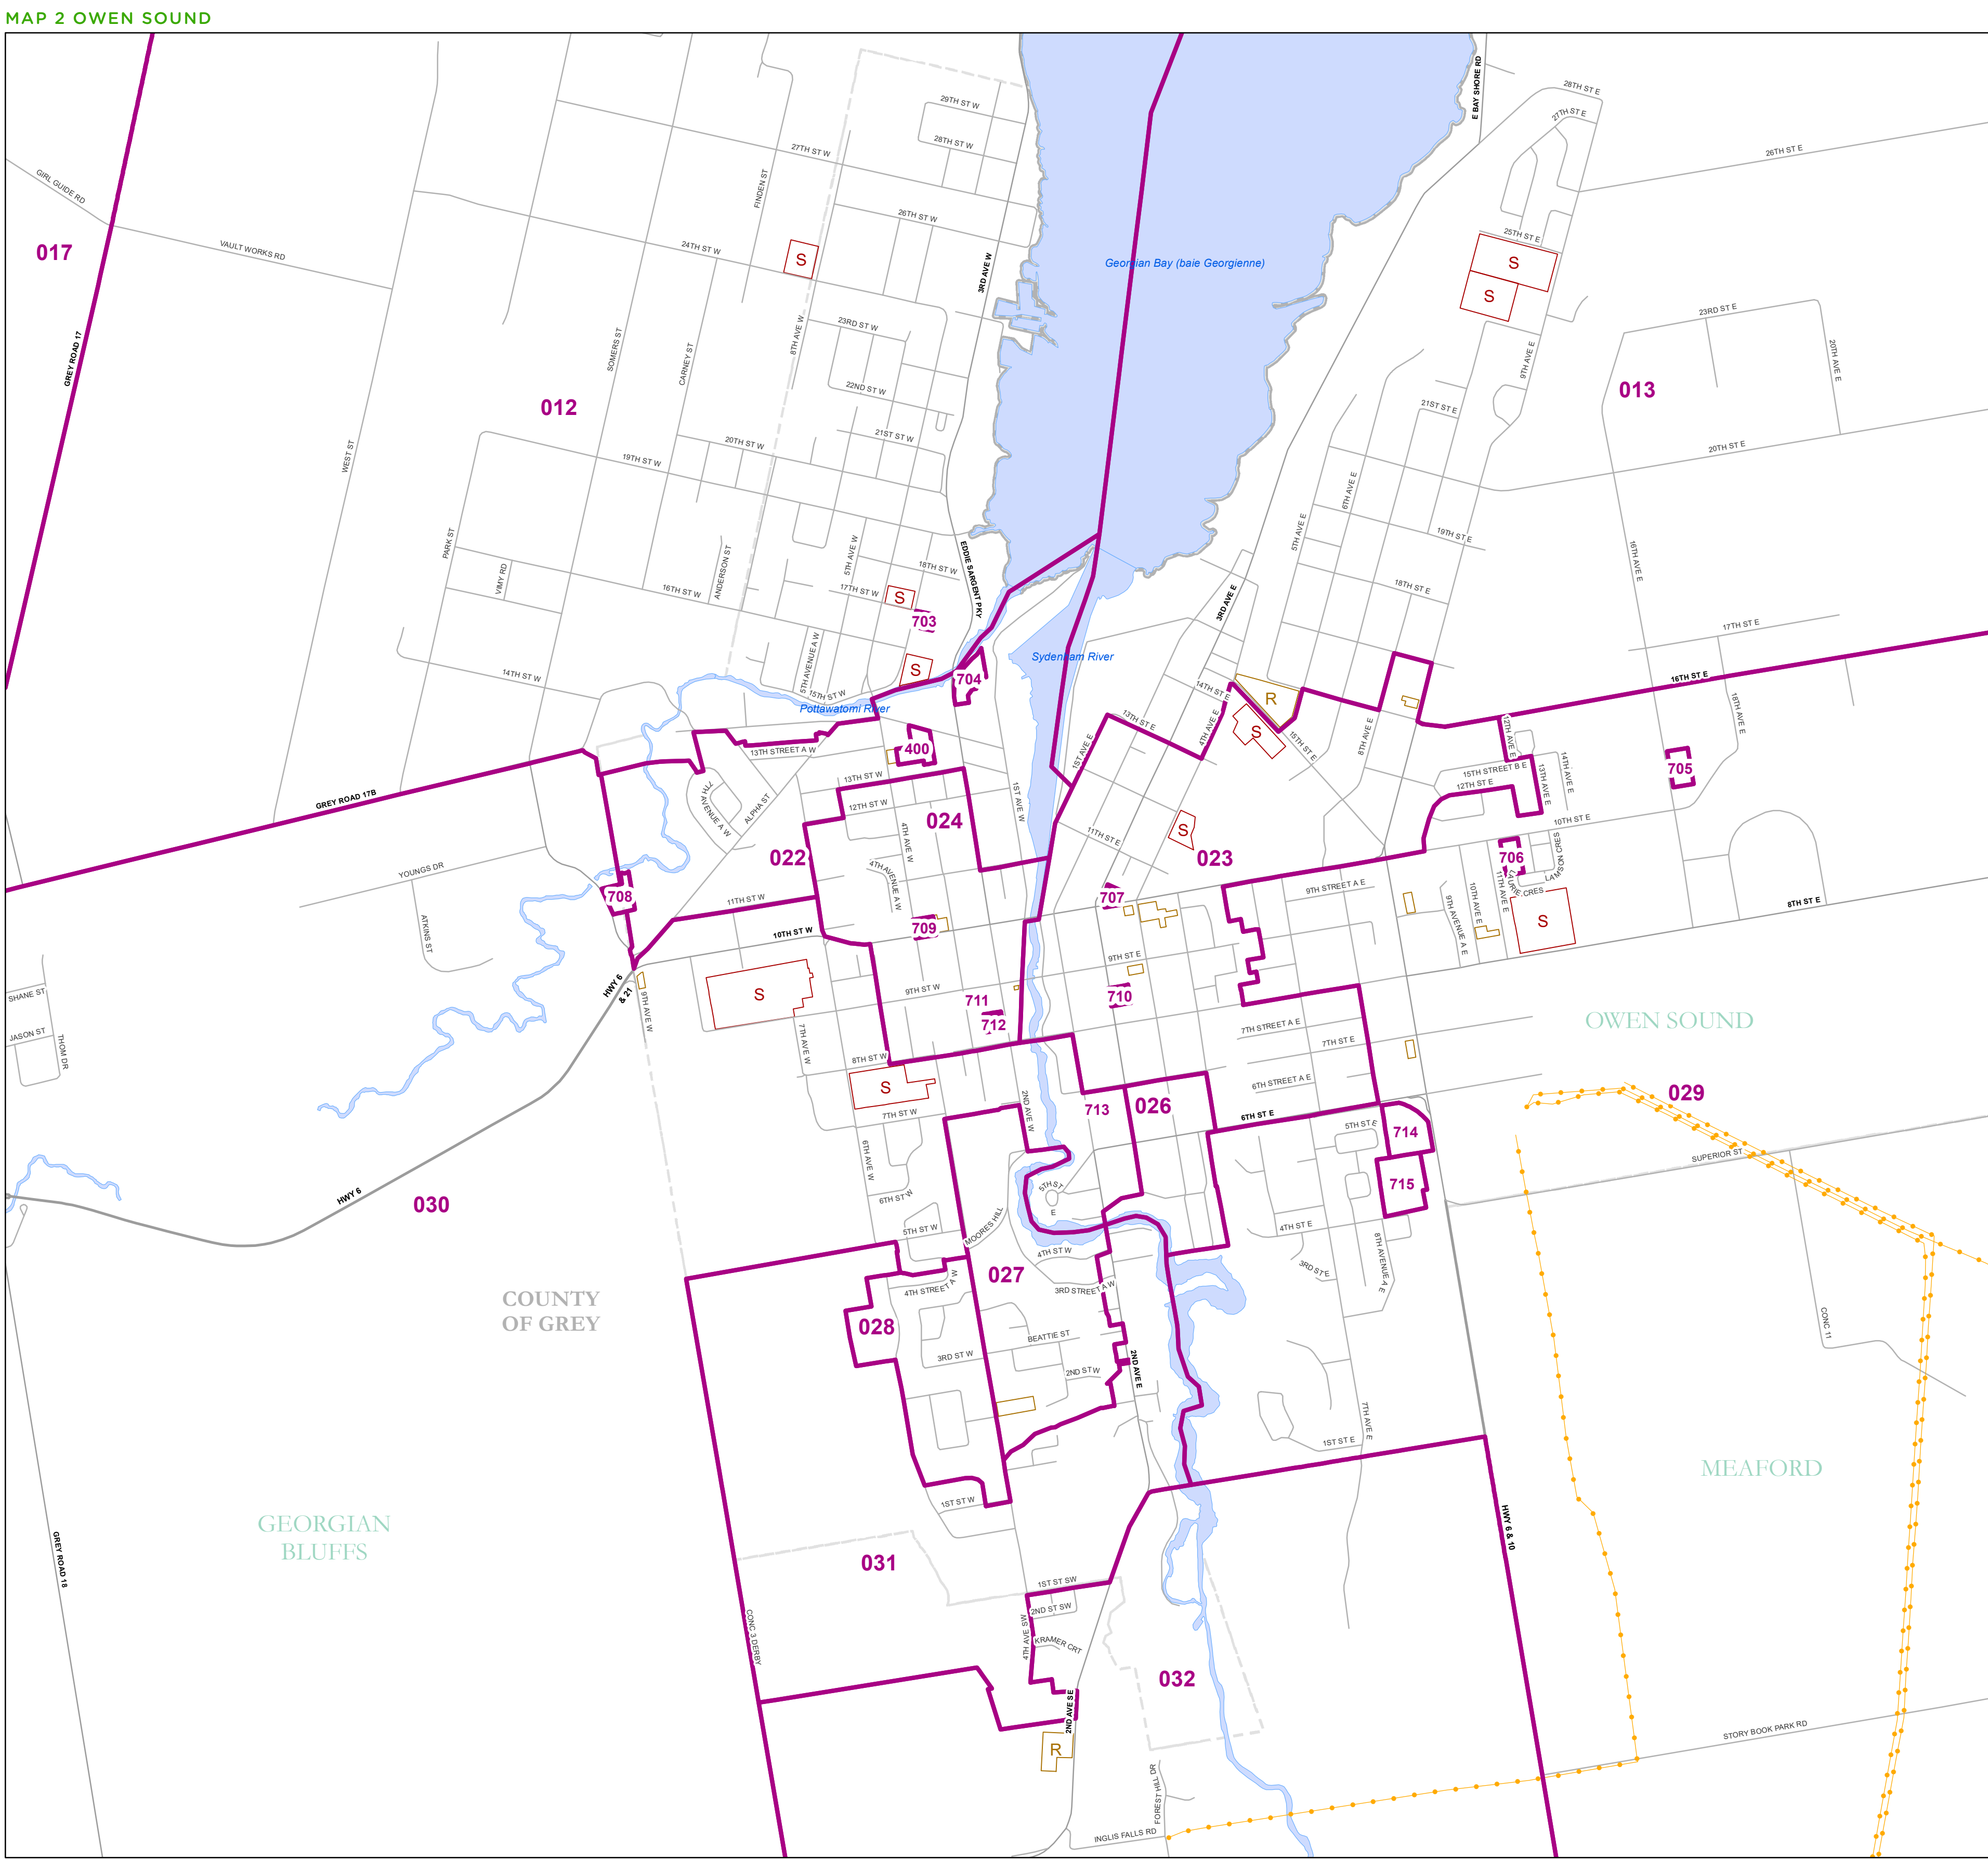 MAP 2 OWEN SOUND
E BAY SHORE RD
28TH ST E
27TH ST E
29TH ST W
28TH ST W
27TH ST W
26TH ST E
GIRL GUIDE RD
FINDEN ST
26TH ST W
017
VAULT WORKS RD
24TH ST W
S
3RD AVE W
Georgian Bay (baie Georgienne)
25TH ST E
S
S
23RD ST W
8TH AVE W
23RD ST E
20TH AVE E
GREY ROAD 17
SOMERS ST
CARNEY ST
9TH AVE E
22ND ST W
013
012
21ST ST E
21ST ST W
20TH ST W
20TH ST E
WEST ST
19TH ST W
6TH AVE E
5TH AVE E
19TH ST E
PARK ST
5TH AVE W
18TH ST W
EDDIE SARGENT PKY
16TH AVE E
VIMY RD
ANDERSON ST
16TH ST W
17TH ST W
S
18TH ST E
3RD AVE E
703
17TH ST E
5TH AVENUE A W
Sydenham River
14TH ST W
S
704
15TH ST W
16TH ST E
Pottawatomi River
14TH ST E
R
18TH AVE E
13TH ST E
4TH AVE E
S
15TH ST E
8TH AVE E
12TH AVE E
13TH STREET A W
400
1ST AVE E
705
15TH STREET B E
13TH AVE E
14TH AVE E
13TH ST W
12TH ST E
GREY ROAD 17B
7TH AVENUE A W
ALPHA ST
12TH ST W
1ST AVE W
024
4TH AVE W
10TH ST E
S
11TH ST E
022
023
706
LAMSON CRES
YOUNGS DR
4TH AVENUE A W
LAURIE CRES
708
11TH ST W
707
9TH STREET A E
10TH AVE E
11TH AVE E
8TH ST E
ATKINS ST
10TH ST W
709
9TH AVENUE A E
S
9TH ST E
HWY 6
& 21
S
9TH ST W
711
710
SHANE ST
9TH AVE W
712
OWEN SOUND
JASON ST
THOM DR
7TH AVE W
7TH STREET A E
7TH ST E
8TH ST W
S
6TH STREET A E
029
7TH ST W
2ND AVE W
713
026
6TH ST E
5TH ST E
714
6TH AVE W
SUPERIOR ST
6TH ST W
5TH ST
E
715
HWY 6
030
5TH ST W
MOORES HILL
4TH ST E
4TH ST W
8TH AVENUE A E
027
3RD ST E
4TH STREET A W
3RD STREET A W
COUNTY
OF GREY
028
BEATTIE ST
CONC 11
3RD ST W
2ND ST W
2ND AVE E
7TH AVE E
1ST ST E
MEAFORD
1ST ST W
GEORGIAN
BLUFFS
HWY 6 & 10
GREY ROAD 18
031
1ST ST SW
2ND ST SW
4TH AVE SW
KRAMER CRT
CONC 3 DERBY
032
2ND AVE SE
R
STORY BOOK PARK RD
FOREST HILL DR
INGLIS FALLS RD